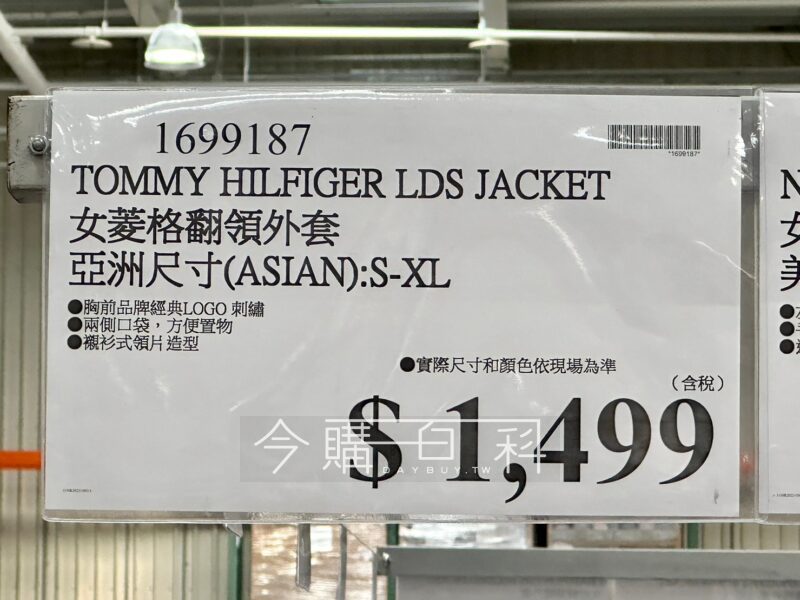 1699187
*1699187*
TOMMY HILFIGER LDS JACKET
女菱格翻領外套
亞洲尺寸(ASIAN):S-XL
●胸前品牌經典LOGO 刺繡
●兩側口袋，方便置物
●襯衫式領片造型
●實際尺寸和顏色依現場為準
（含稅）
$ 1,499
今購百科
DAYBUY.TW
N
女
美